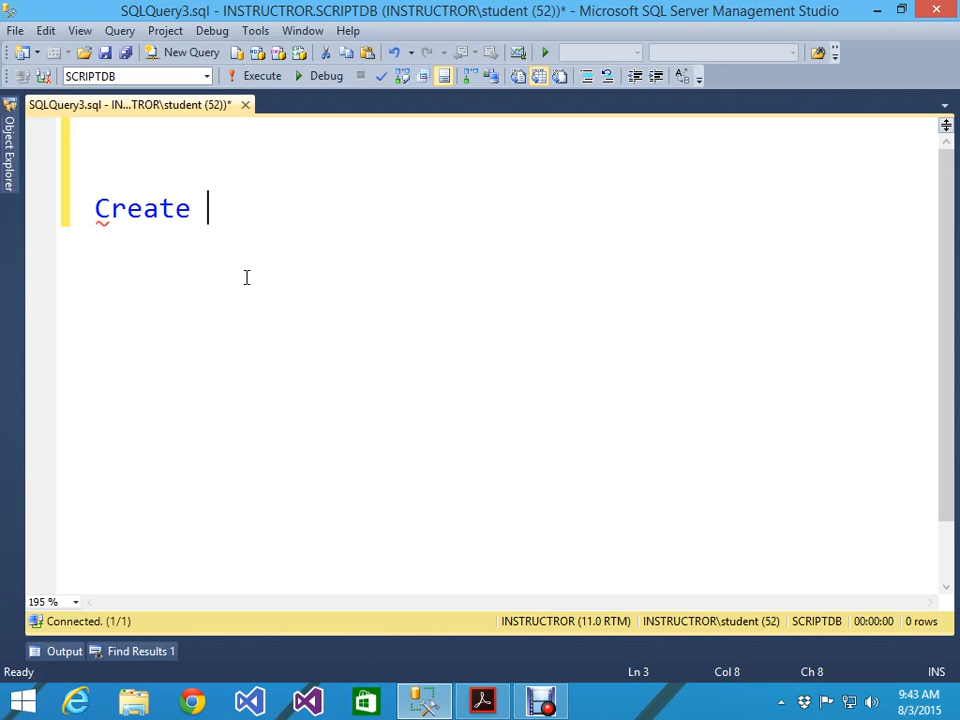 SQLQuery3.sql - INSTRUCTROR.SCRIPTDB (INSTRUCTROR\student (52))* - Microsoft SQL Server Management Studio
File Edit View Query Project Debug Tools Window Help
New Query
SCRIPTDB Execute Debug
SQLQuery3.sql - IN...TROR\student (52))*
Object Explorer
Create
195 %
Connected. (1/1) INSTRUCTROR (11.0 RTM) INSTRUCTROR\student (52) SCRIPTDB 00:00:00 0 rows
Output Find Results 1
Ready Ln 3 Col 8 Ch 8 INS
9:43 AM
8/3/2015